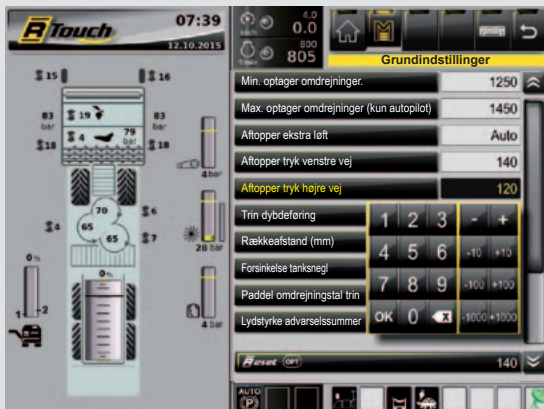 R Touch
07:39
12.10.2015
15
16
83
bar
19
83
bar
4
79
bar
18
18
4 bar
70
65
65
4
6
7
28 bar
0%
0%
1
2
4 bar
4.0
0.0
800
805
Grundindstillinger
Min. optager omdrejninger.
1250
Max. optager omdrejninger (kun autopilot)
1450
Aftopper ekstra løft
Auto
Aftopper tryk venstre vej
140
Aftopper tryk højre vej
120
Trin dybdeføring
Rækkeafstand (mm)
Forsinkelse tanksnegl
Paddel omdrejningstal trin
Lydstyrke advarselssummer
1 2 3 - +
4 5 6 -10 +10
7 8 9 -100 +100
OK 0 x -1000 +1000
Reset OPT
140
AUTO
P